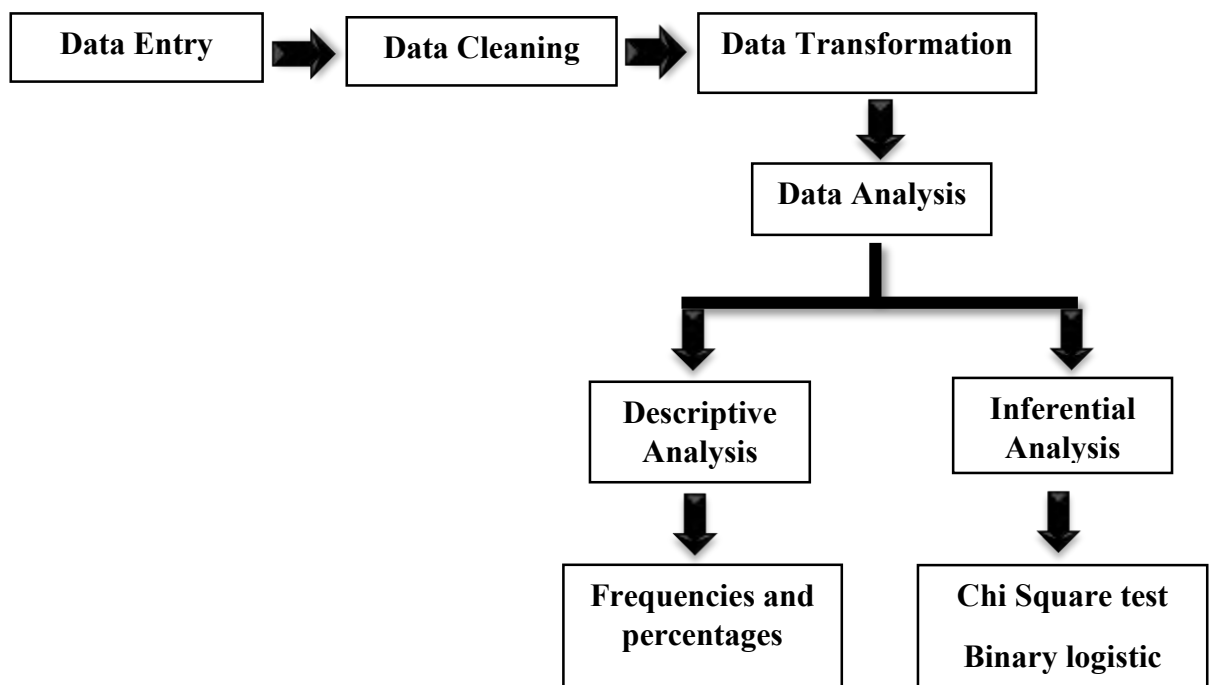 Data Entry
Data Cleaning
Data Transformation
Data Analysis
Descriptive
Analysis
Inferential
Analysis
Frequencies and
percentages
Chi Square test
Binary logistic